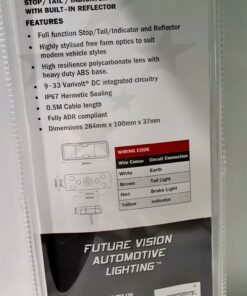 STOP / TAIL / INDICATOR
WITH BUILT-IN REFLECTOR
FEATURES
• Full function Stop/Tail/Indicator and Reflector
• Highly stylised free form optics to suit
modern vehicle styles
• High resilience polycarbonate lens with
heavy duty ABS base.
• 9-33 Varivolt® DC integrated circuitry
• IP67 Hermetic Sealing
• 0.5M Cable length
• Fully ADR compliant
• Dimensions 284mm x 100mm x 37mm
WIRING CODE
Wire Colour Circuit Connection
White Earth
Brown Tail Light
Red Brake Light
Yellow Indicator
FUTURE VISION
AUTOMOTIVE
LIGHTING™
PTY LTD